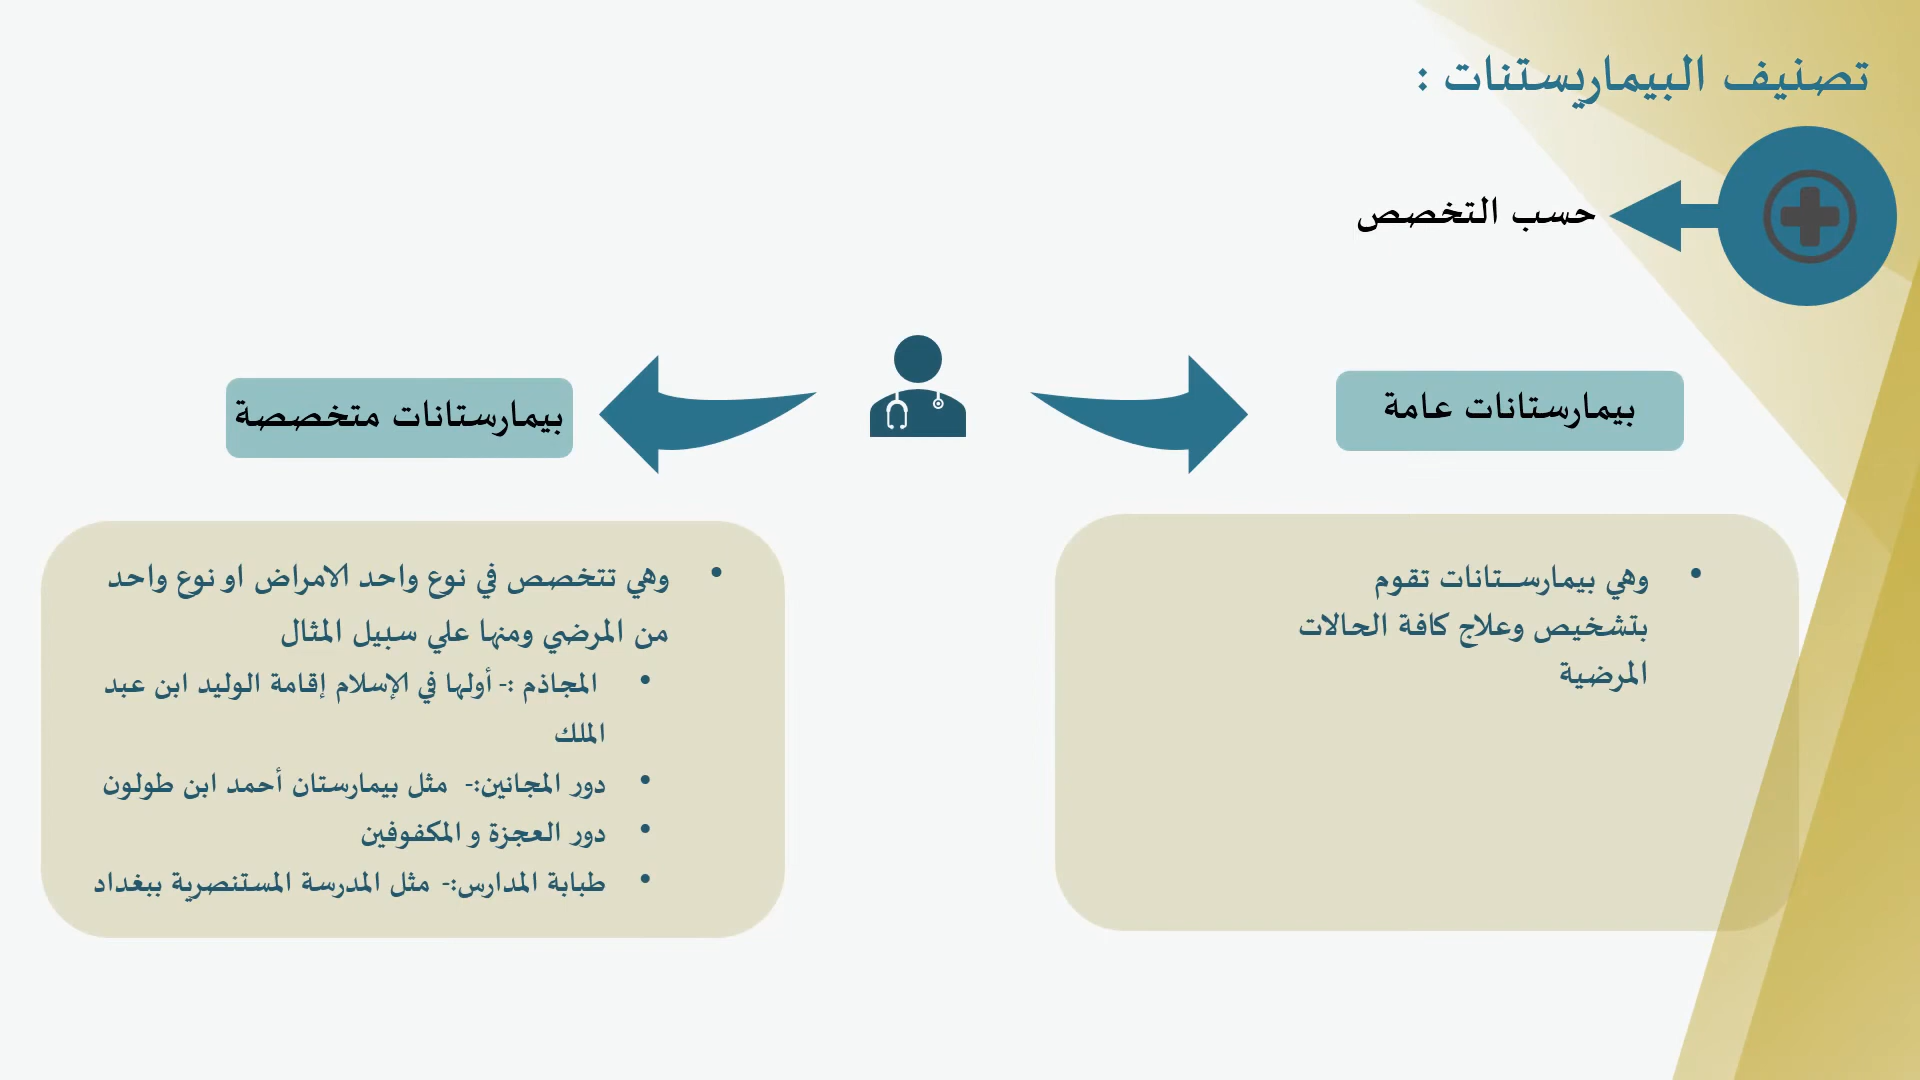 تصنيف البيماريستنات :
حسب التخصص
بيمارستانات عامة
بيمارستانات متخصصة
• وهي بيمارســتانات تقوم
بتشخيص وعلاج كافة الحالات
المرضية
• وهي تتخصص في نوع واحد الامراض او نوع واحد
من المرضي ومنها علي سبيل المثال
• المجاذم :- أولها في الإسلام إقامة الوليد ابن عبد
الملك
• دور المجانين:- مثل بيمارستان أحمد ابن طولون
• دور العجزة و المكفوفين
• طبابة المدارس:- مثل المدرسة المستنصرية ببغداد